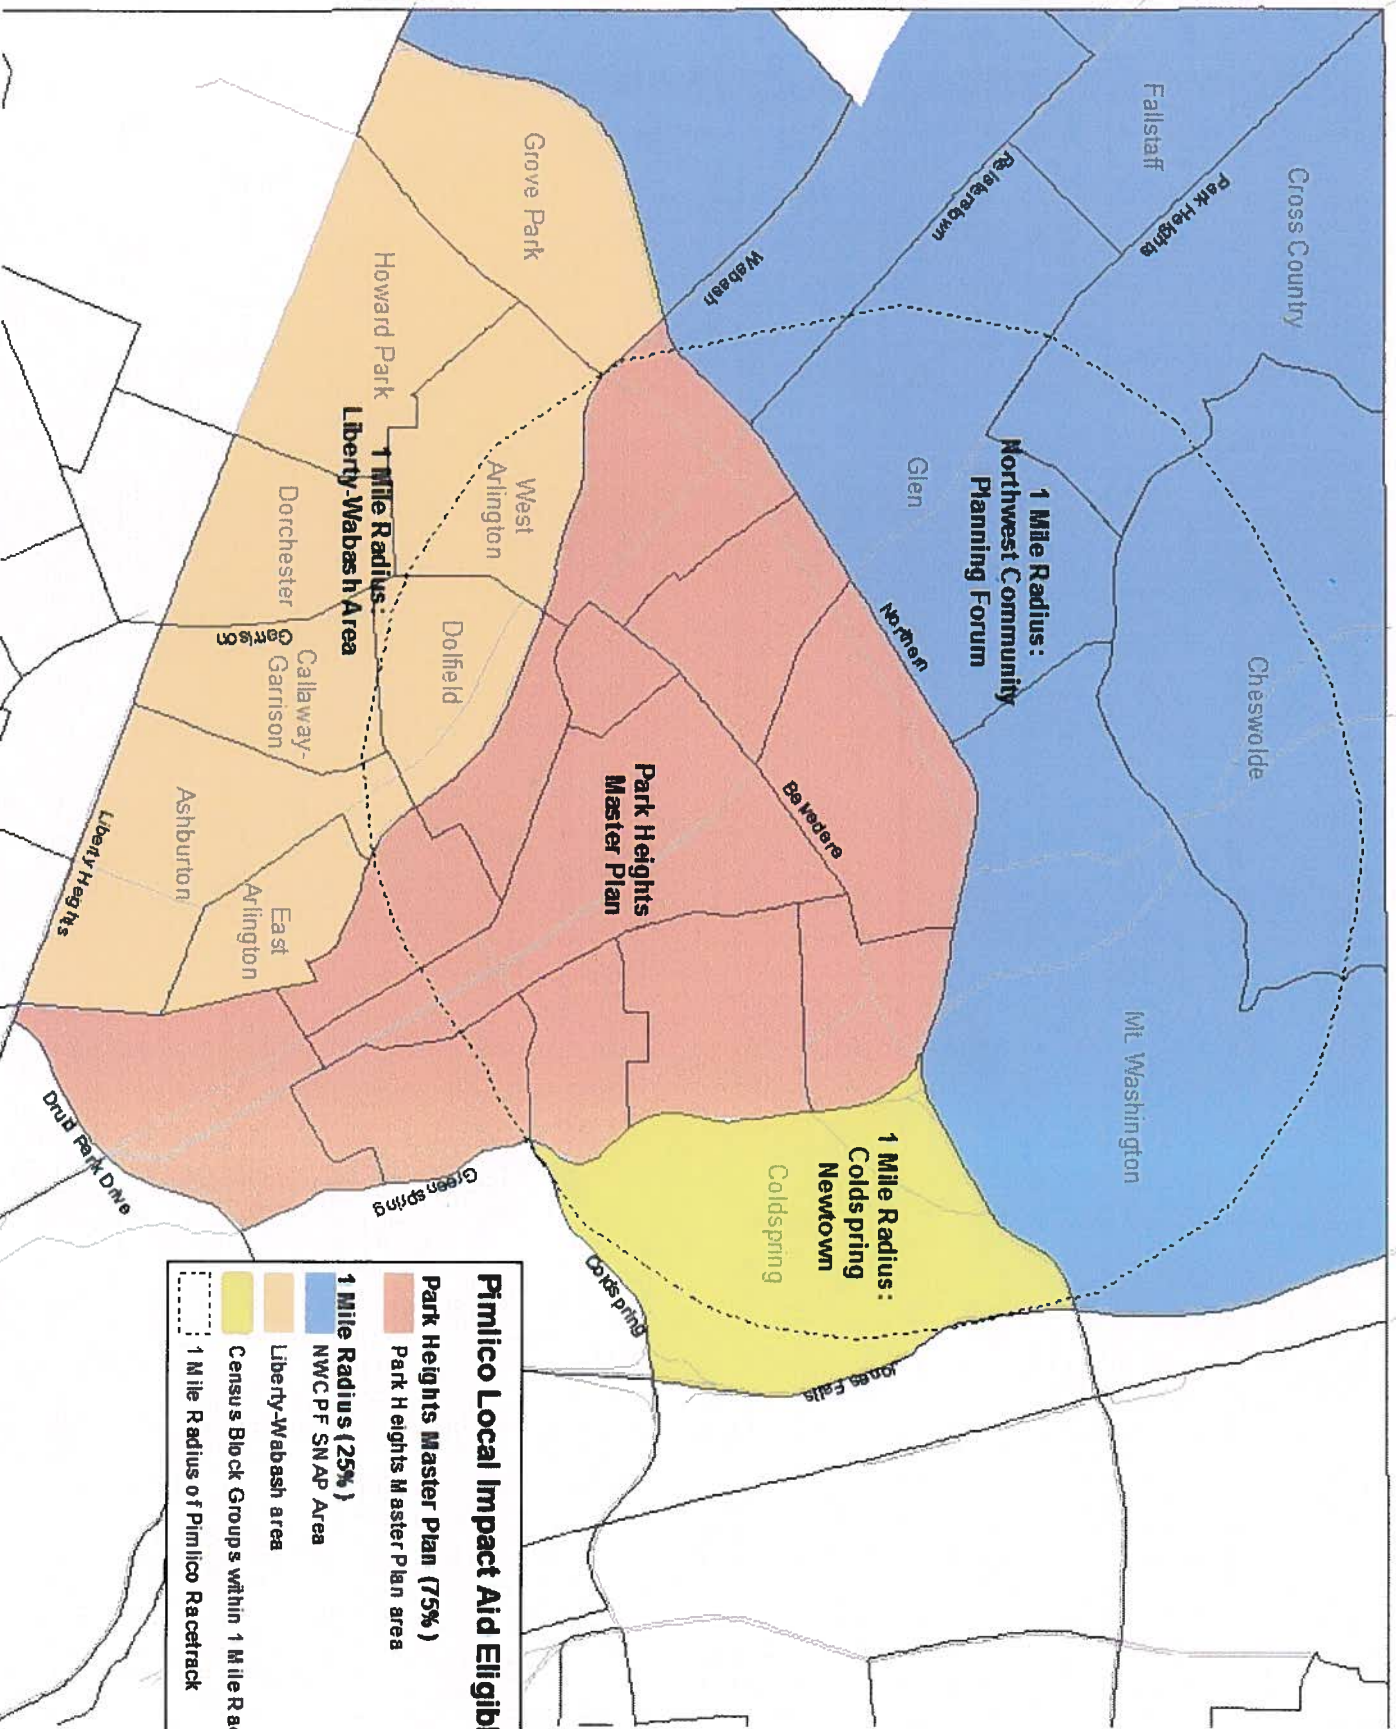 Cross Country
Fallstaff
Park Heights
Reisterstown
Wabash
Cheswolde
Mt. Washington
Glen
1 Mile Radius:
Northwest Community
Planning Forum
Northern
Grove Park
Howard Park
West
Arlington
1 Mile Radius:
Liberty-Wabash Area
Dorchester
Garrison
Callaway-
Garrison
Dolfield
Park Heights
Master Plan
Belvedere
Ashburton
East
Arlington
Liberty Heights
Druid Park Drive
Greenspring
1 Mile Radius:
Coldspring
Newtown
Coldspring
Coldspring
Jones Falls
Pimlico Local Impact Aid
Park Heights Master Plan (75%)
Park Heights Master Plan area
1 Mile Radius (25%)
NWCPF SNAP Area
Liberty-Wabash area
Census Block Groups within 1 Mile
1 Mile Radius of Pimlico Racetrack